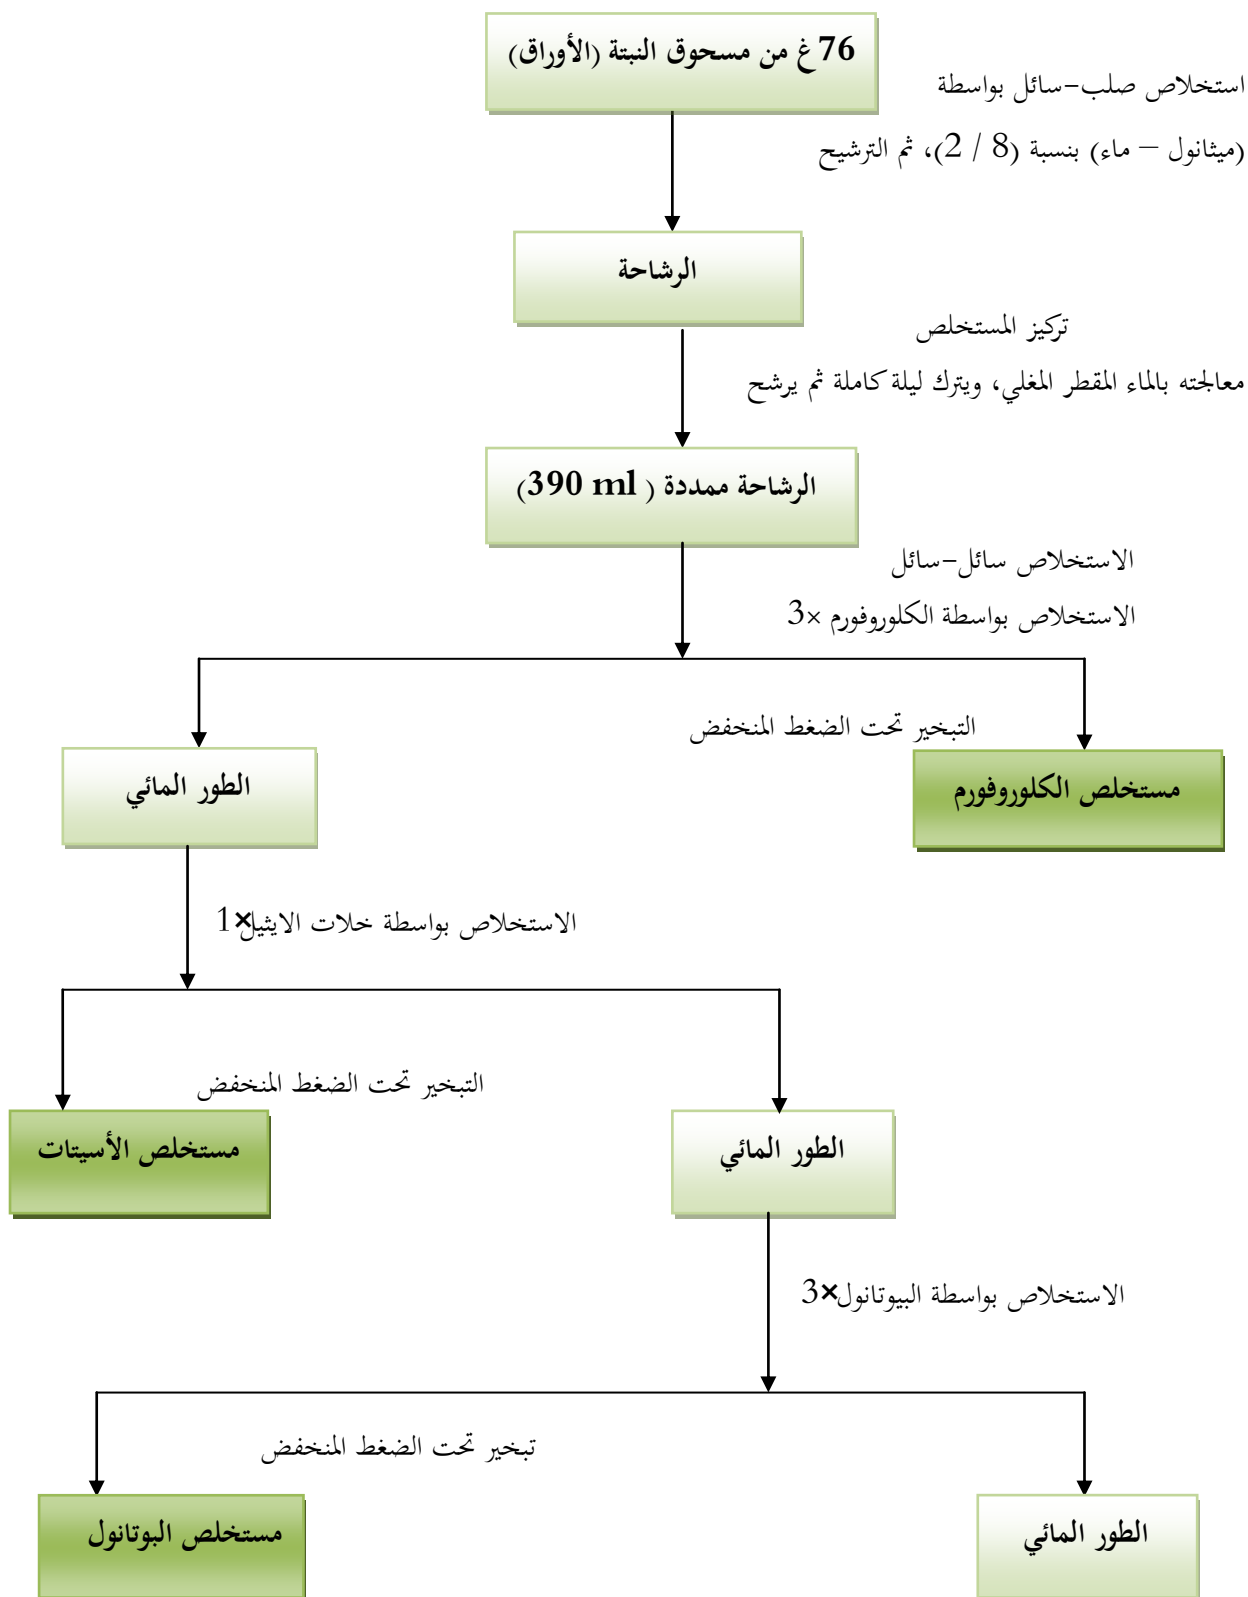 76 غ من مسحوق النبتة (الأوراق)
استخلاص صلب-سائل بواسطة
(ميثانول – ماء) بنسبة (8 / 2)، ثم الترشيح
الرشاحة
تركيز المستخلص
معالجته بالماء المقطر المغلي، ويترك ليلة كاملة ثم يرشح
الرشاحة ممددة ( 390 ml)
الاستخلاص سائل-سائل
الاستخلاص بواسطة الكلوروفورم ×3
التبخير تحت الضغط المنخفض
مستخلص الكلوروفورم
الطور المائي
الاستخلاص بواسطة خلات الايثيل×1
التبخير تحت الضغط المنخفض
الطور المائي
مستخلص الأسيتات
الاستخلاص بواسطة البيوتانول×3
تبخير تحت الضغط المنخفض
الطور المائي
مستخلص البوتانول